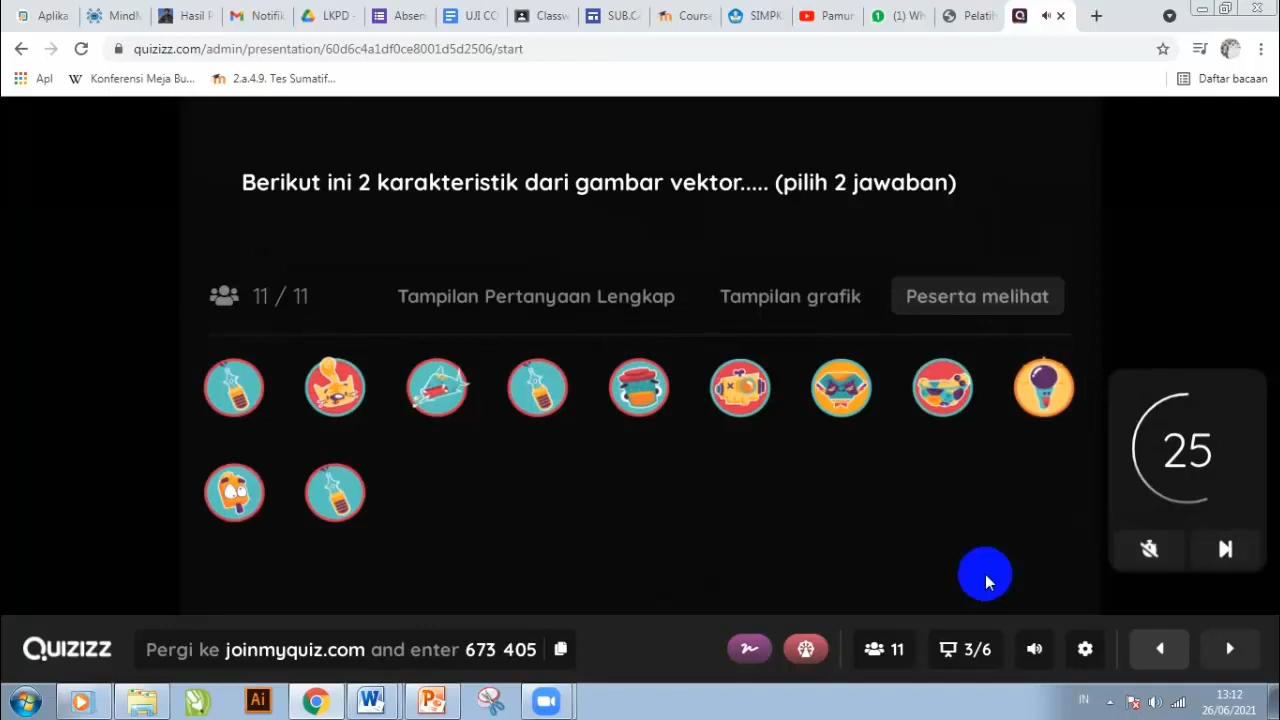 Aplika
MindM
Hasil P
Notifik
LKPD -
Absen
UJI CO
Classw
SUB.CA
Course
SIMPK
Pamur
(1) Wh
Pelatih
quizizz.com/admin/presentation/60d6c4a1df0ce8001d5d2506/start
Apl
Konferensi Meja Bu...
2.a.4.9. Tes Sumatif...
Daftar bacaan
Berikut ini 2 karakteristik dari gambar vektor..... (pilih 2 jawaban)
11 / 11
Tampilan Pertanyaan Lengkap
Tampilan grafik
Peserta melihat
25
QUIZIZZ
Pergi ke joinmyquiz.com and enter 673 405
11
3/6
Ai
IN
13:12
26/06/2021